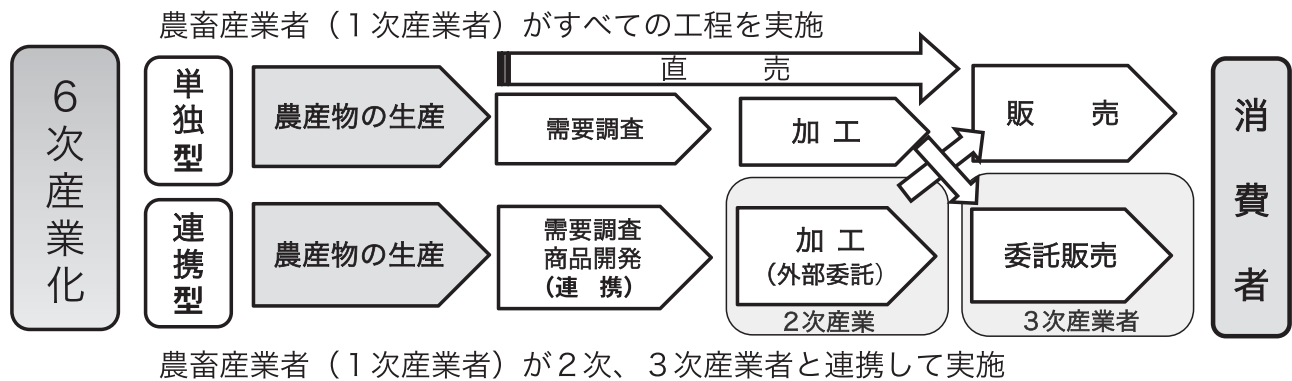 農畜産業者（１次産業者）がすべての工程を実施
６次産業化
単独型
農産物の生産
直売
需要調査
加工
販売
連携型
農産物の生産
需要調査
商品開発
（連携）
加工
（外部委託）
２次産業
委託販売
３次産業者
消費者
農畜産業者（１次産業者）が２次、３次産業者と連携して実施